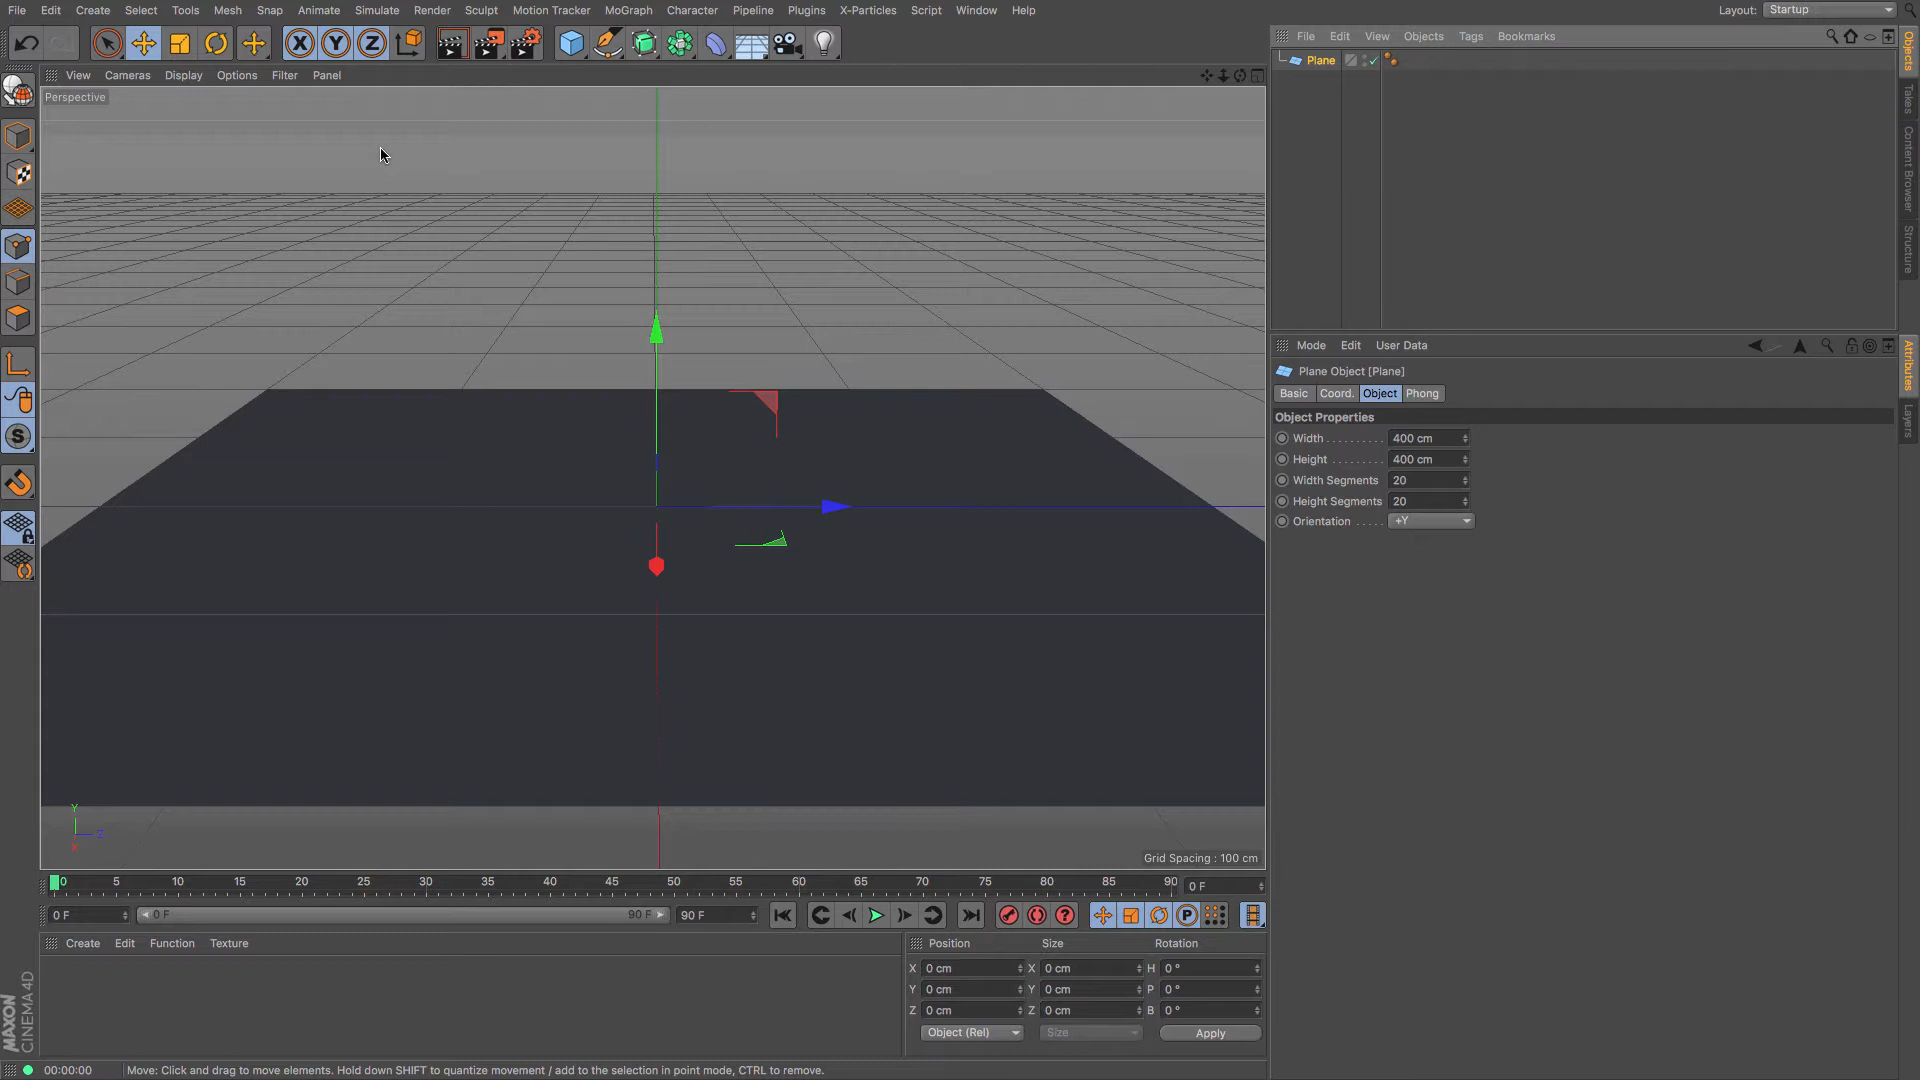 File Edit Create Select Tools Mesh Snap Animate Simulate Render Sculpt Motion Tracker MoGraph Character Pipeline Plugins X-Particles Script Window Help Layout: Startup
File Edit View Objects Tags Bookmarks
Objects
Takes
Content Browser
Structure
Plane
View Cameras Display Options Filter Panel
Perspective
X Y Z
Grid Spacing : 100 cm
Mode Edit User Data
Attributes
Layers
Plane Object [Plane]
Basic Coord. Object Phong
Object Properties
Width . . . . . . . . . . 400 cm
Height . . . . . . . . . 400 cm
Width Segments 20
Height Segments 20
Orientation . . . . . +Y
0 5 10 15 20 25 30 35 40 45 50 55 60 65 70 75 80 85 90 0 F
0 F 0 F 90 F 90 F
Create Edit Function Texture
Position Size Rotation
X 0 cm X 0 cm H 0 °
Y 0 cm Y 0 cm P 0 °
Z 0 cm Z 0 cm B 0 °
Object (Rel) Size Apply
MAXON
CINEMA 4D
00:00:00 Move: Click and drag to move elements. Hold down SHIFT to quantize movement / add to the selection in point mode, CTRL to remove.